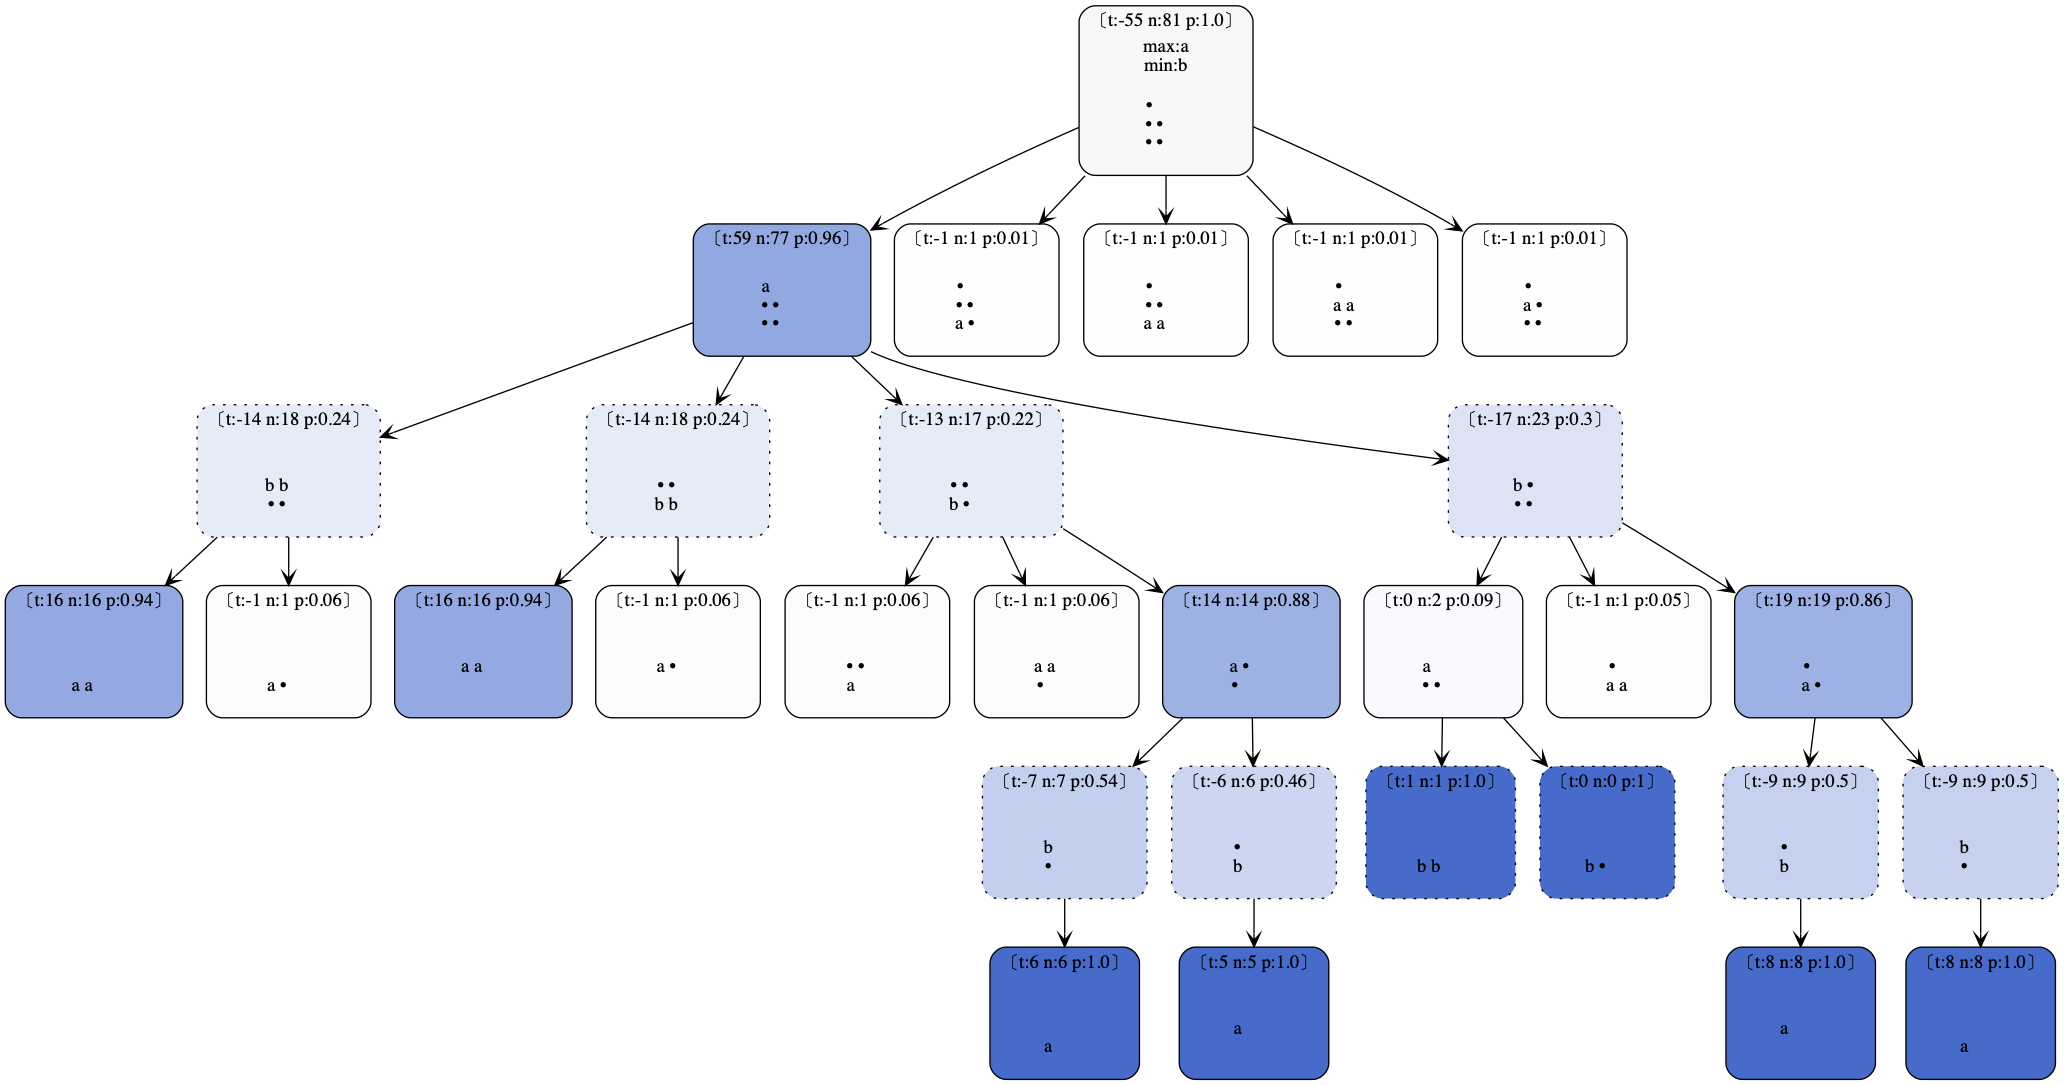 〔t:-55 n:81 p:1.0〕
max:a
min:b
•
• •
• •
〔t:59 n:77 p:0.96〕
a
• •
• •
〔t:-1 n:1 p:0.01〕
•
• •
a •
〔t:-1 n:1 p:0.01〕
•
• •
a a
〔t:-1 n:1 p:0.01〕
•
a a
• •
〔t:-1 n:1 p:0.01〕
•
a •
• •
〔t:-14 n:18 p:0.24〕
b b
• •
〔t:-14 n:18 p:0.24〕
• •
b b
〔t:-13 n:17 p:0.22〕
• •
b •
〔t:-17 n:23 p:0.3〕
b •
• •
〔t:16 n:16 p:0.94〕
a a
〔t:-1 n:1 p:0.06〕
a •
〔t:16 n:16 p:0.94〕
a a
〔t:-1 n:1 p:0.06〕
a •
〔t:-1 n:1 p:0.06〕
• •
a
〔t:-1 n:1 p:0.06〕
a a
•
〔t:14 n:14 p:0.88〕
a •
•
〔t:0 n:2 p:0.09〕
a
• •
〔t:-1 n:1 p:0.05〕
•
a a
〔t:19 n:19 p:0.86〕
•
a •
〔t:-7 n:7 p:0.54〕
b
•
〔t:-6 n:6 p:0.46〕
•
b
〔t:1 n:1 p:1.0〕
b b
〔t:0 n:0 p:1〕
b •
〔t:-9 n:9 p:0.5〕
•
b
〔t:-9 n:9 p:0.5〕
b
•
〔t:6 n:6 p:1.0〕
a
〔t:5 n:5 p:1.0〕
a
〔t:8 n:8 p:1.0〕
a
〔t:8 n:8 p:1.0〕
a